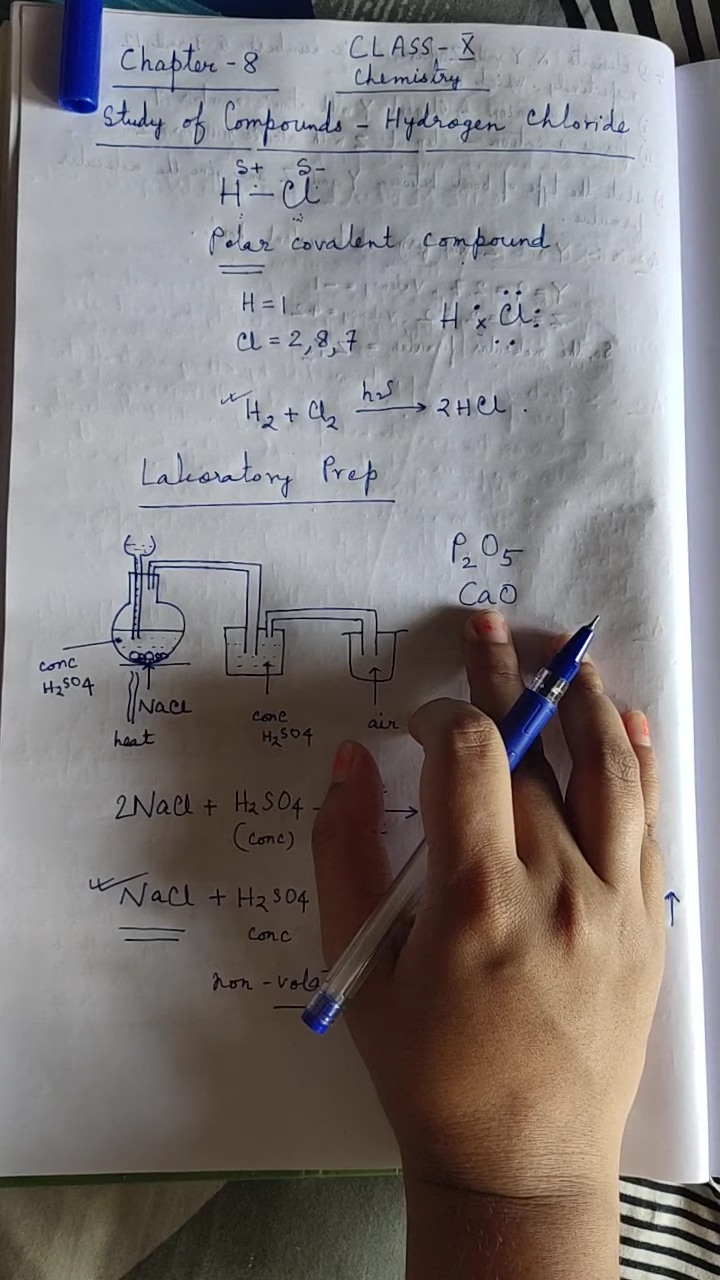 Chapter - 8
CLASS - X
Chemistry
Study of Compounds - Hydrogen Chloride
S+ S-
H - Cl
Polar covalent compound
H = 1
Cl = 2, 8, 7
H x Cl
H2 + Cl2 hν → 2HCl .
Laboratory Prep
P2O5
CaO
conc
H2SO4
NaCl
heat
conc
H2SO4
air
2NaCl + H2SO4 →
(conc)
NaCl + H2SO4
conc
non - vola
↑